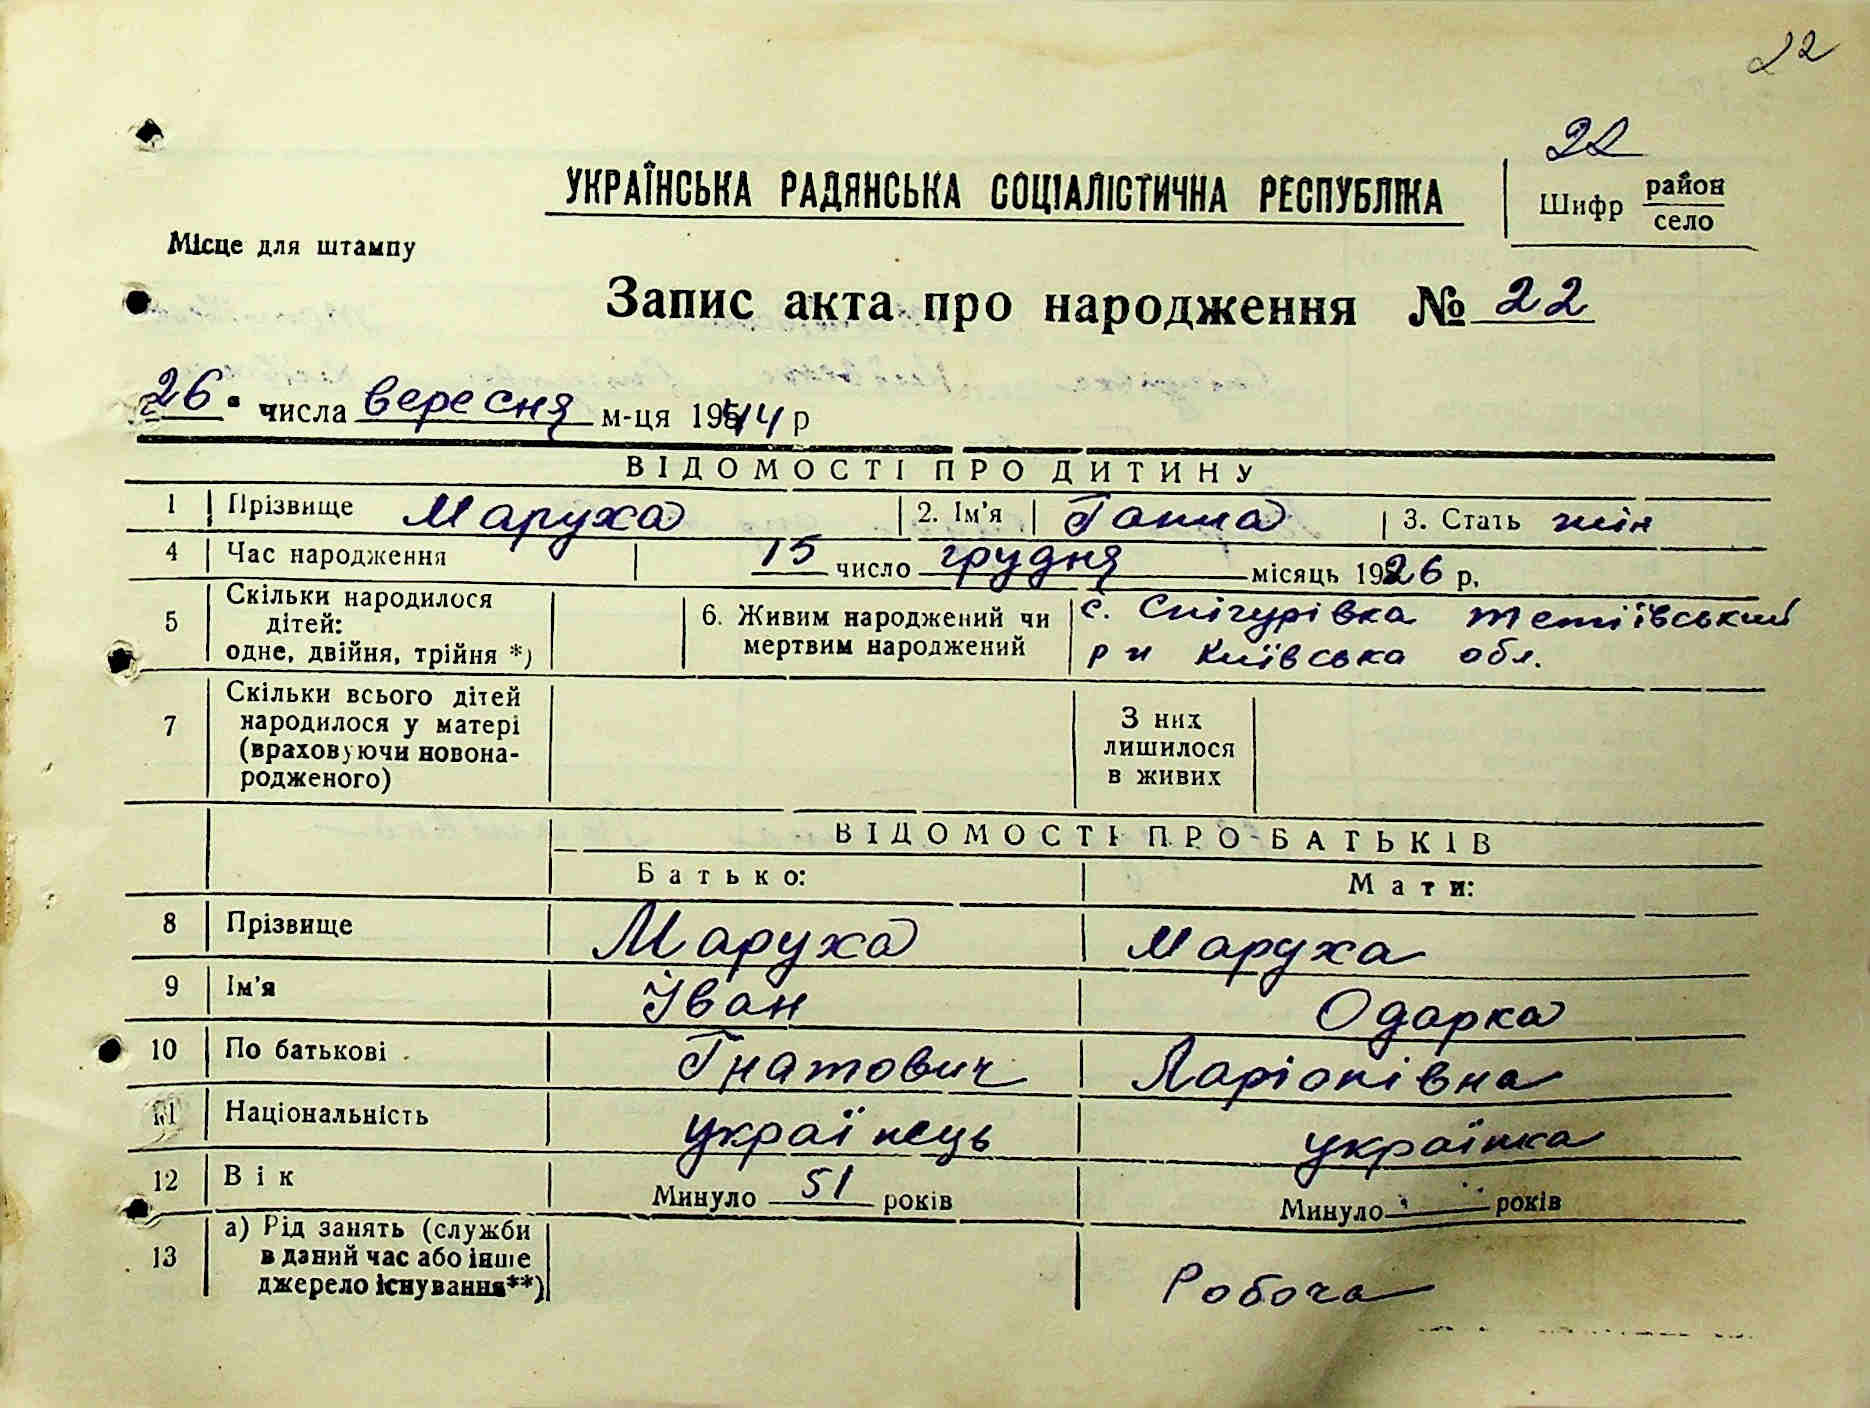 22
22
УКРАЇНСЬКА РАДЯНСЬКА СОЦІАЛІСТИЧНА РЕСПУБЛІКА
Шифр район село
Місце для штампу
Запис акта про народження № 22
26 числа вересня м-ця 1944 р
ВІДОМОСТІ ПРО ДИТИНУ
1 Прізвище Маруха 2. Ім'я Ганна 3. Стать жін
4 Час народження 15 число грудня місяць 1926 р.
5 Скільки народилося дітей: одне, двійня, трійня *) 6. Живим народжений чи мертвим народжений с. Снігурівка Тетіївський р н Київська обл.
7 Скільки всього дітей народилося у матері (враховуючи новонародженого) З них лишилося в живих
ВІДОМОСТІ ПРО БАТЬКІВ
Батько: Мати:
8 Прізвище Маруха Маруха
9 Ім'я Іван Одарка
10 По батькові Гнатович Ларіонівна
11 Національність українець українка
12 Вік Минуло 51 років Минуло років
13 а) Рід занять (служби в даний час або інше джерело існування**) Робоча